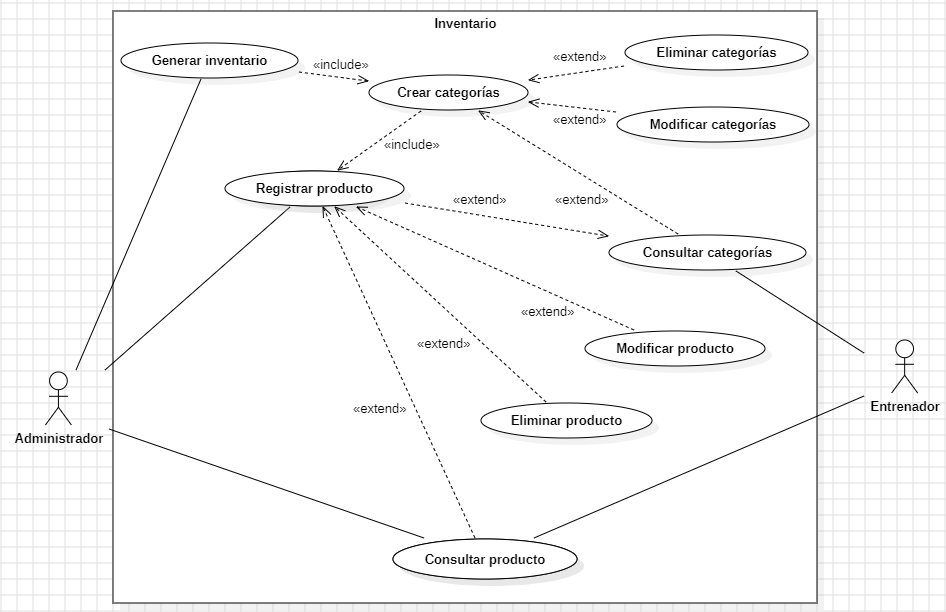 Inventario
Generar inventario
«include»
Crear categorías
«extend»
Eliminar categorías
«extend»
Modificar categorías
«include»
Registrar producto
«extend»
«extend»
Consultar categorías
«extend»
Modificar producto
«extend»
Eliminar producto
«extend»
Administrador
Entrenador
Consultar producto